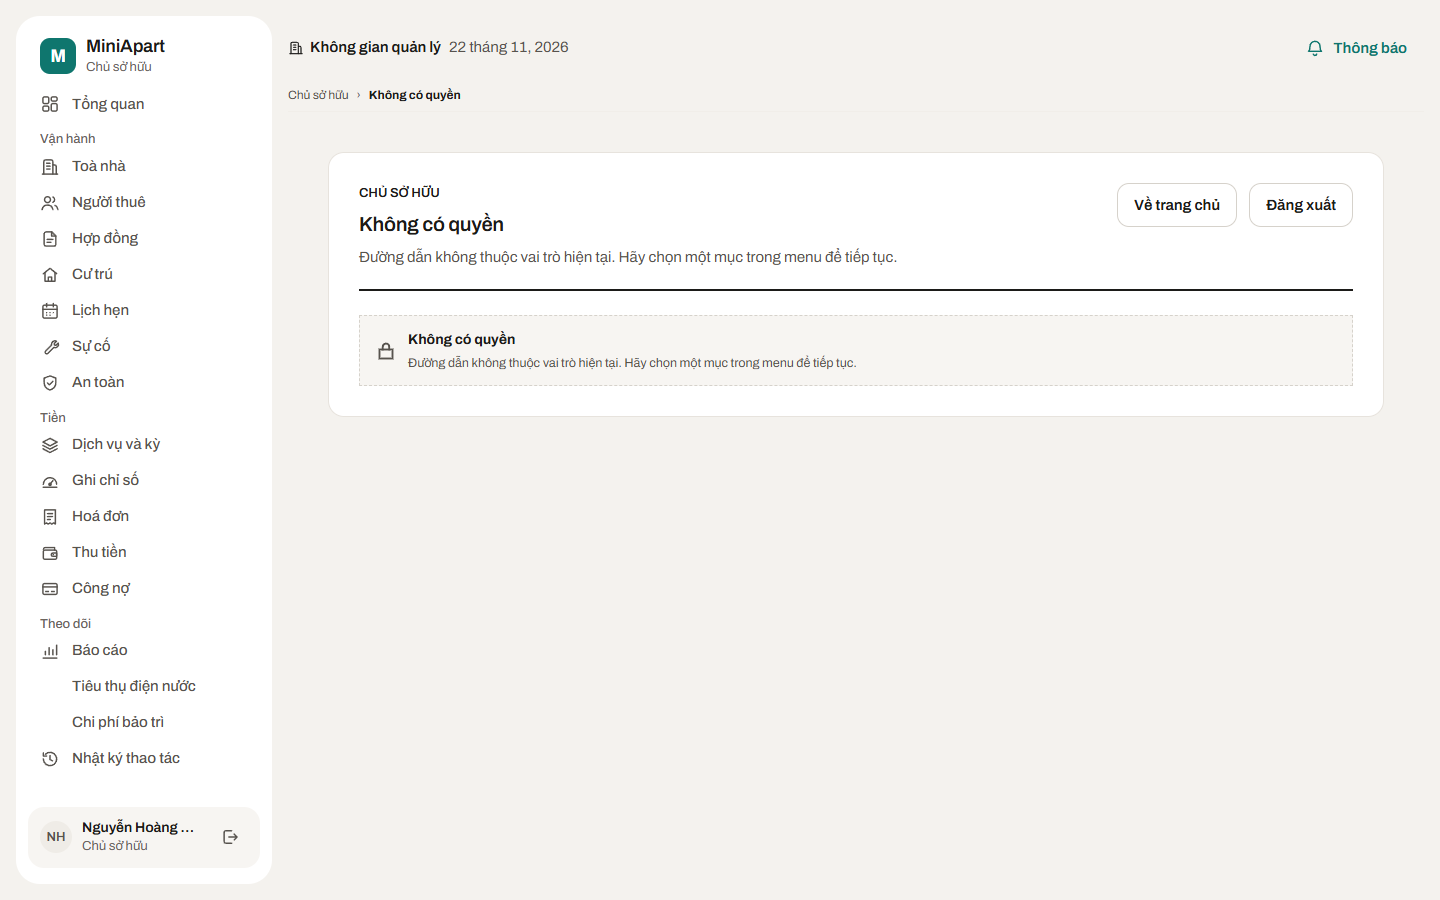 M
MiniApart
Chủ sở hữu
Tổng quan
Vận hành
Toà nhà
Người thuê
Hợp đồng
Cư trú
Lịch hẹn
Sự cố
An toàn
Tiền
Dịch vụ và kỳ
Ghi chỉ số
Hoá đơn
Thu tiền
Công nợ
Theo dõi
Báo cáo
Tiêu thụ điện nước
Chi phí bảo trì
Nhật ký thao tác
NH
Nguyễn Hoàng ...
Chủ sở hữu
Không gian quản lý 22 tháng 11, 2026
Thông báo
Chủ sở hữu › Không có quyền
CHỦ SỞ HỮU
Không có quyền
Đường dẫn không thuộc vai trò hiện tại. Hãy chọn một mục trong menu để tiếp tục.
Về trang chủ
Đăng xuất
Không có quyền
Đường dẫn không thuộc vai trò hiện tại. Hãy chọn một mục trong menu để tiếp tục.